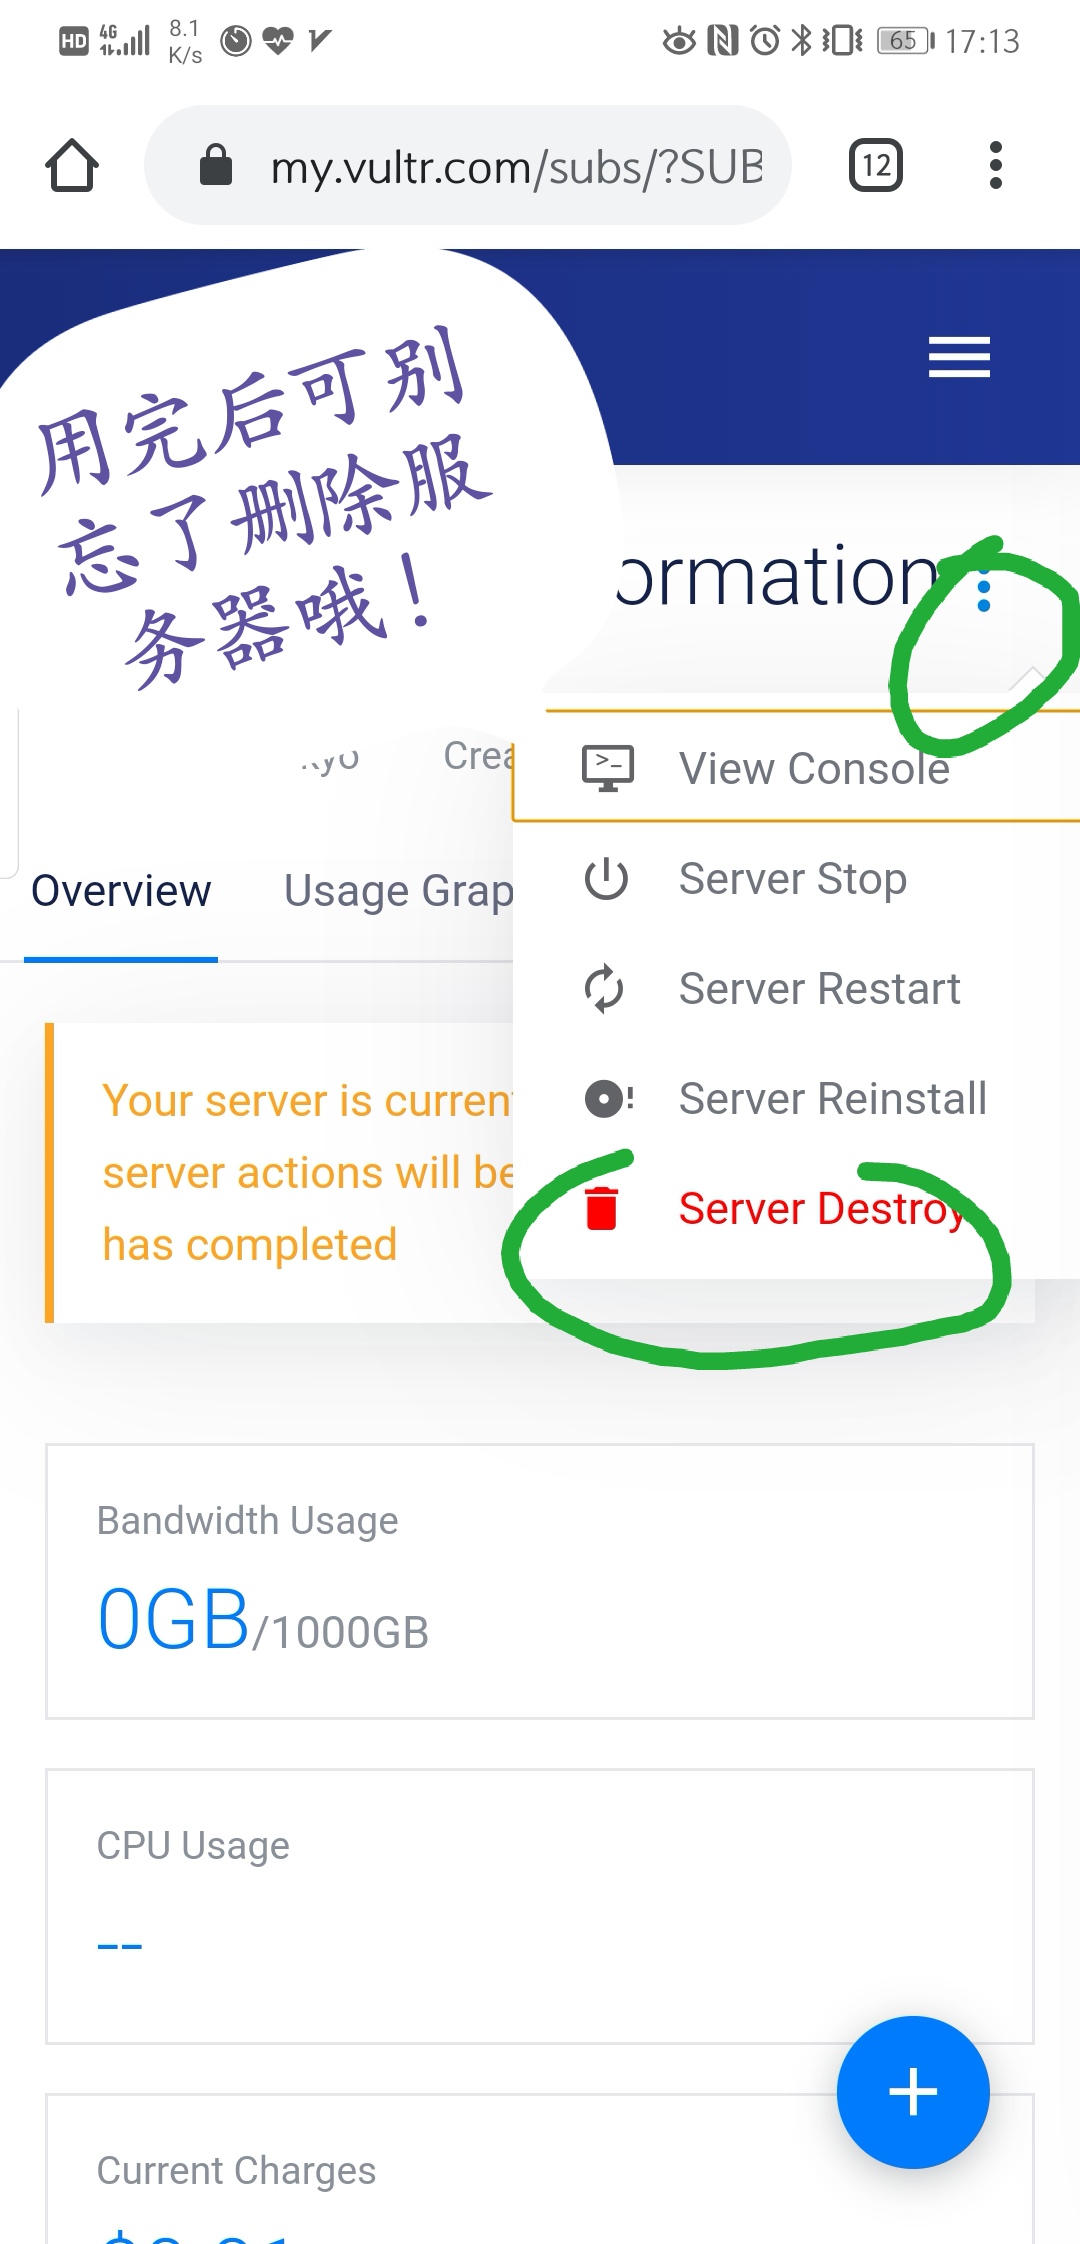 HD 4G 8.1 K/s 65 17:13
my.vultr.com/subs/?SUB
12
用完后可别
忘了删除服
务器哦！
ormation
Crea
View Console
Overview
Usage Grap
Server Stop
Server Restart
Your server is current
Server Reinstall
server actions will be
Server Destroy
has completed
Bandwidth Usage
0GB/1000GB
CPU Usage
--
Current Charges